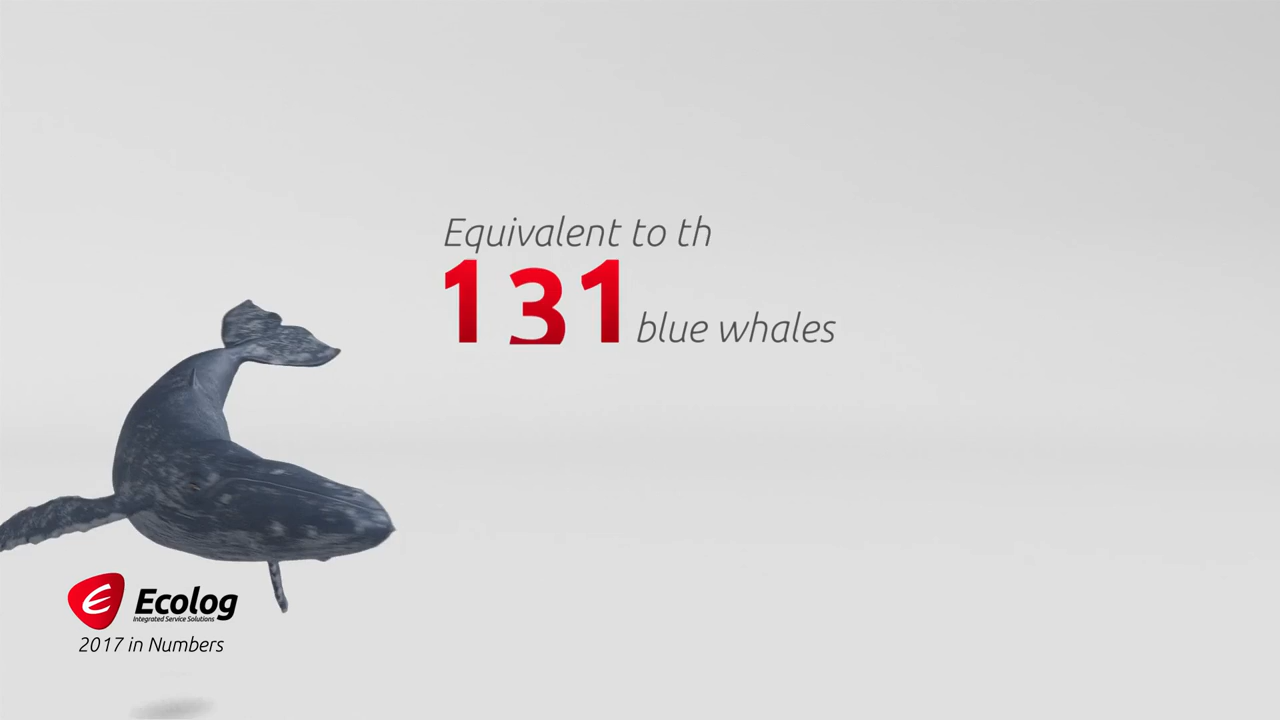 Equivalent to th
131 blue whales
Ecolog
Integrated Service Solutions
2017 in Numbers